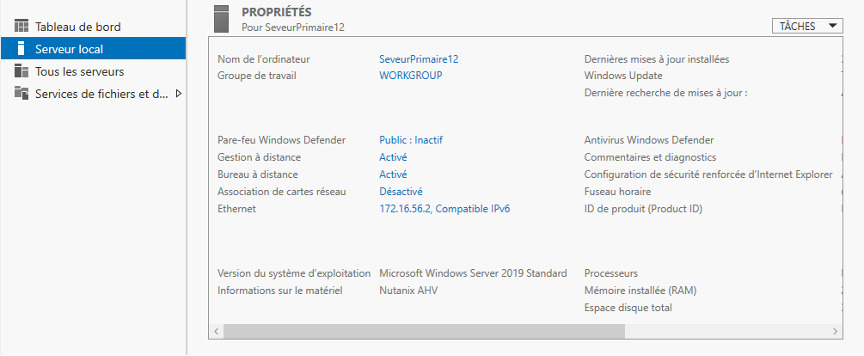 Tableau de bord
Serveur local
Tous les serveurs
Services de fichiers et d...
PROPRIÉTÉS
Pour SeveurPrimaire12
TÂCHES
Nom de l'ordinateur SeveurPrimaire12 Dernières mises à jour installées
Groupe de travail WORKGROUP Windows Update
Dernière recherche de mises à jour :
Pare-feu Windows Defender Public : Inactif Antivirus Windows Defender
Gestion à distance Activé Commentaires et diagnostics
Bureau à distance Activé Configuration de sécurité renforcée d'Internet Explorer
Association de cartes réseau Désactivé Fuseau horaire
Ethernet 172.16.56.2, Compatible IPv6 ID de produit (Product ID)
Version du système d'exploitation Microsoft Windows Server 2019 Standard Processeurs
Informations sur le matériel Nutanix AHV Mémoire installée (RAM)
Espace disque total